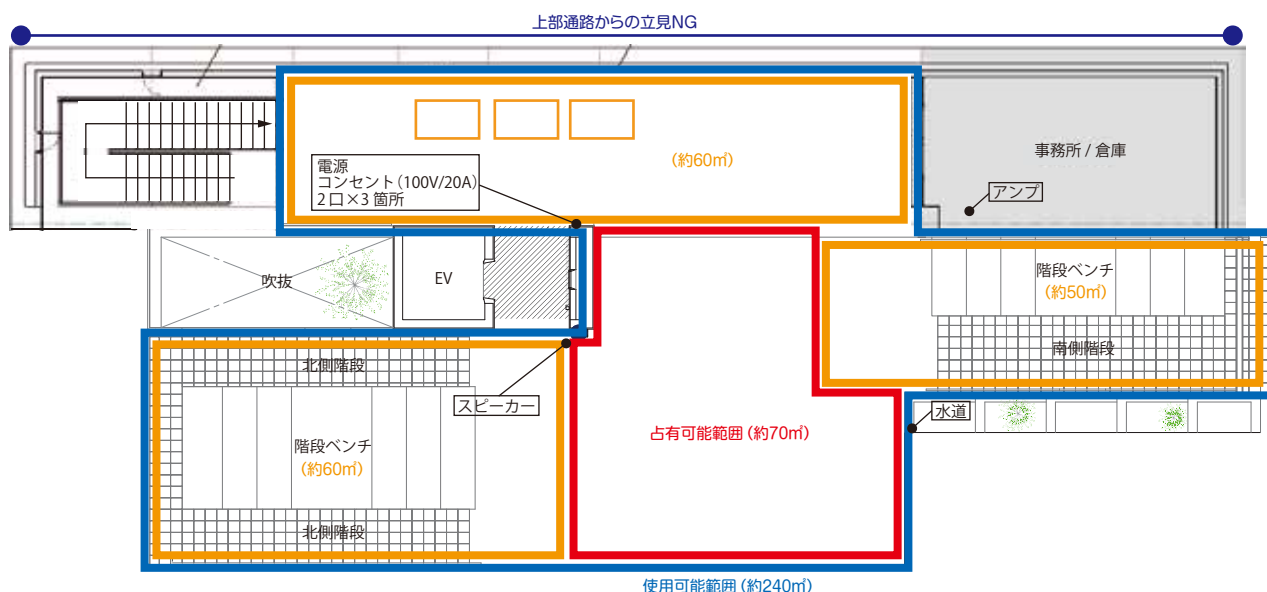 上部通路からの立見NG
(約60㎡)
事務所 / 倉庫
電源
コンセント(100V/20A)
2口×3箇所
アンプ
吹抜
EV
階段ベンチ
(約50㎡)
南側階段
北側階段
スピーカー
水道
占有可能範囲(約70㎡)
階段ベンチ
(約60㎡)
北側階段
使用可能範囲(約240㎡)